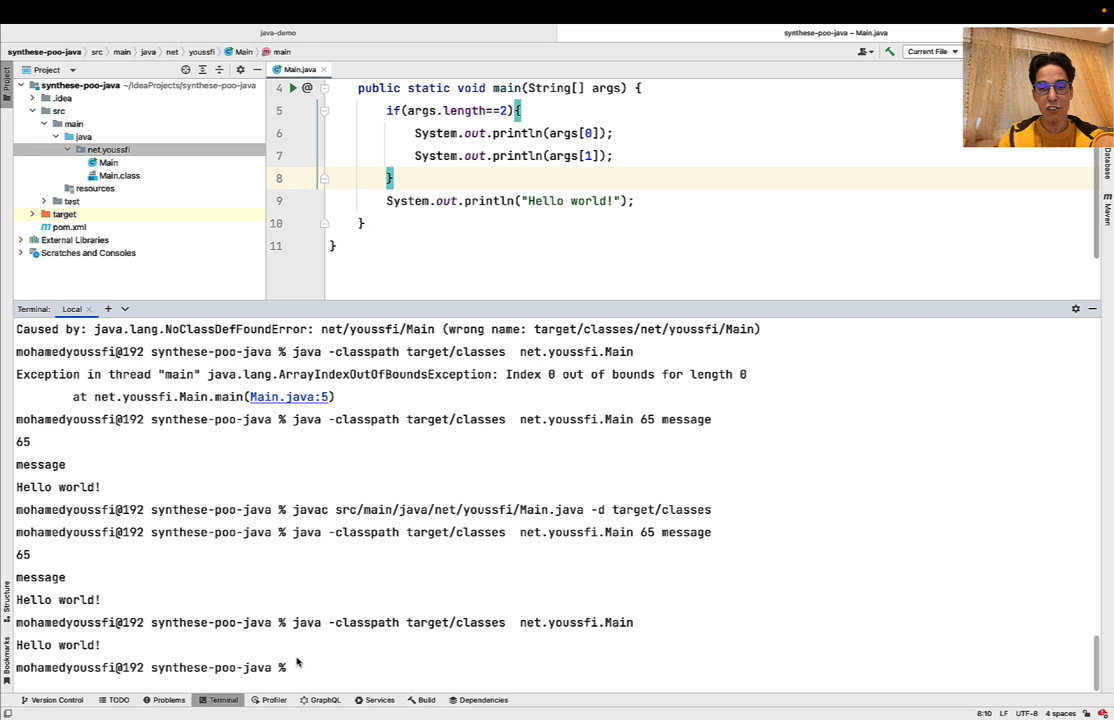 java-demo
synthese-poo-java – Main.java
synthese-poo-java › src › main › java › net › youssfi › Main › main
Current File
Project
Main.java
synthese-poo-java ~/IdeaProjects/synthese-poo-java
.idea
src
main
java
net.youssfi
Main
Main.class
resources
test
target
pom.xml
External Libraries
Scratches and Consoles
4 public static void main(String[] args) {
5 if(args.length==2){
6 System.out.println(args[0]);
7 System.out.println(args[1]);
8 }
9 System.out.println("Hello world!");
10 }
11 }
Project
Database
Maven
Terminal: Local
Caused by: java.lang.NoClassDefFoundError: net/youssfi/Main (wrong name: target/classes/net/youssfi/Main)
mohamedyoussfi@192 synthese-poo-java % java -classpath target/classes  net.youssfi.Main
Exception in thread "main" java.lang.ArrayIndexOutOfBoundsException: Index 0 out of bounds for length 0
at net.youssfi.Main.main(Main.java:5)
mohamedyoussfi@192 synthese-poo-java % java -classpath target/classes  net.youssfi.Main 65 message
65
message
Hello world!
mohamedyoussfi@192 synthese-poo-java % javac src/main/java/net/youssfi/Main.java -d target/classes
mohamedyoussfi@192 synthese-poo-java % java -classpath target/classes  net.youssfi.Main 65 message
65
message
Hello world!
mohamedyoussfi@192 synthese-poo-java % java -classpath target/classes  net.youssfi.Main
Hello world!
mohamedyoussfi@192 synthese-poo-java %
Structure
Bookmarks
Version Control TODO Problems Terminal Profiler GraphQL Services Build Dependencies
8:10 LF UTF-8 4 spaces